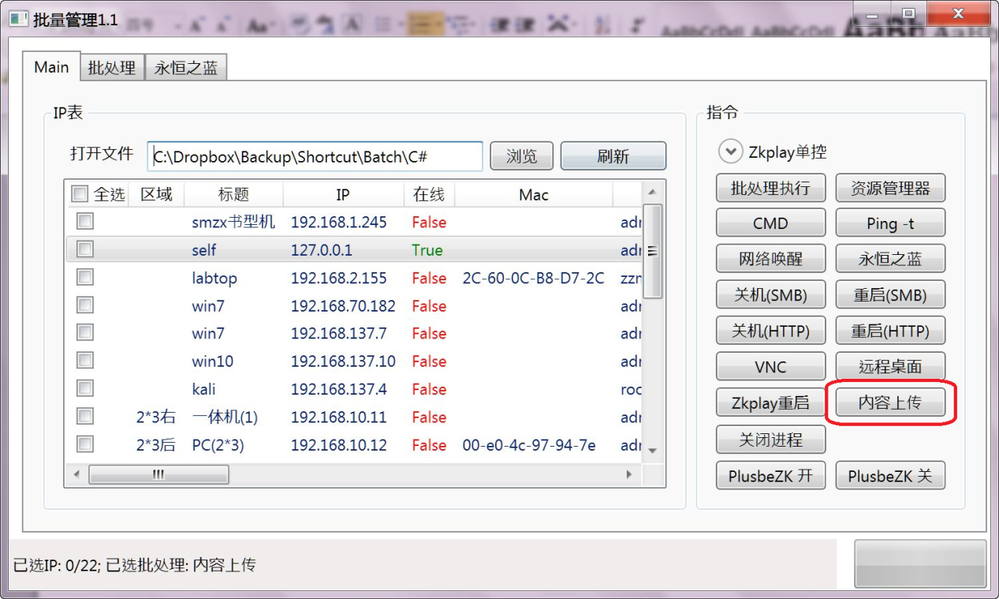 批量管理1.1
Main 批处理 永恒之蓝
IP表
打开文件 C:\Dropbox\Backup\Shortcut\Batch\C# 浏览 刷新
全选 区域 标题 IP 在线 Mac
smzx书型机 192.168.1.245 False
self 127.0.0.1 True
labtop 192.168.2.155 False 2C-60-0C-B8-D7-2C
win7 192.168.70.182 False
win7 192.168.137.7 False
win10 192.168.137.10 False
kali 192.168.137.4 False
2*3右 一体机(1) 192.168.10.11 False
2*3后 PC(2*3) 192.168.10.12 False 00-e0-4c-97-94-7e
指令
Zkplay单控
批处理执行 资源管理器
CMD Ping -t
网络唤醒 永恒之蓝
关机(SMB) 重启(SMB)
关机(HTTP) 重启(HTTP)
VNC 远程桌面
Zkplay重启 内容上传
关闭进程
PlusbeZK 开 PlusbeZK 关
已选IP: 0/22; 已选批处理: 内容上传